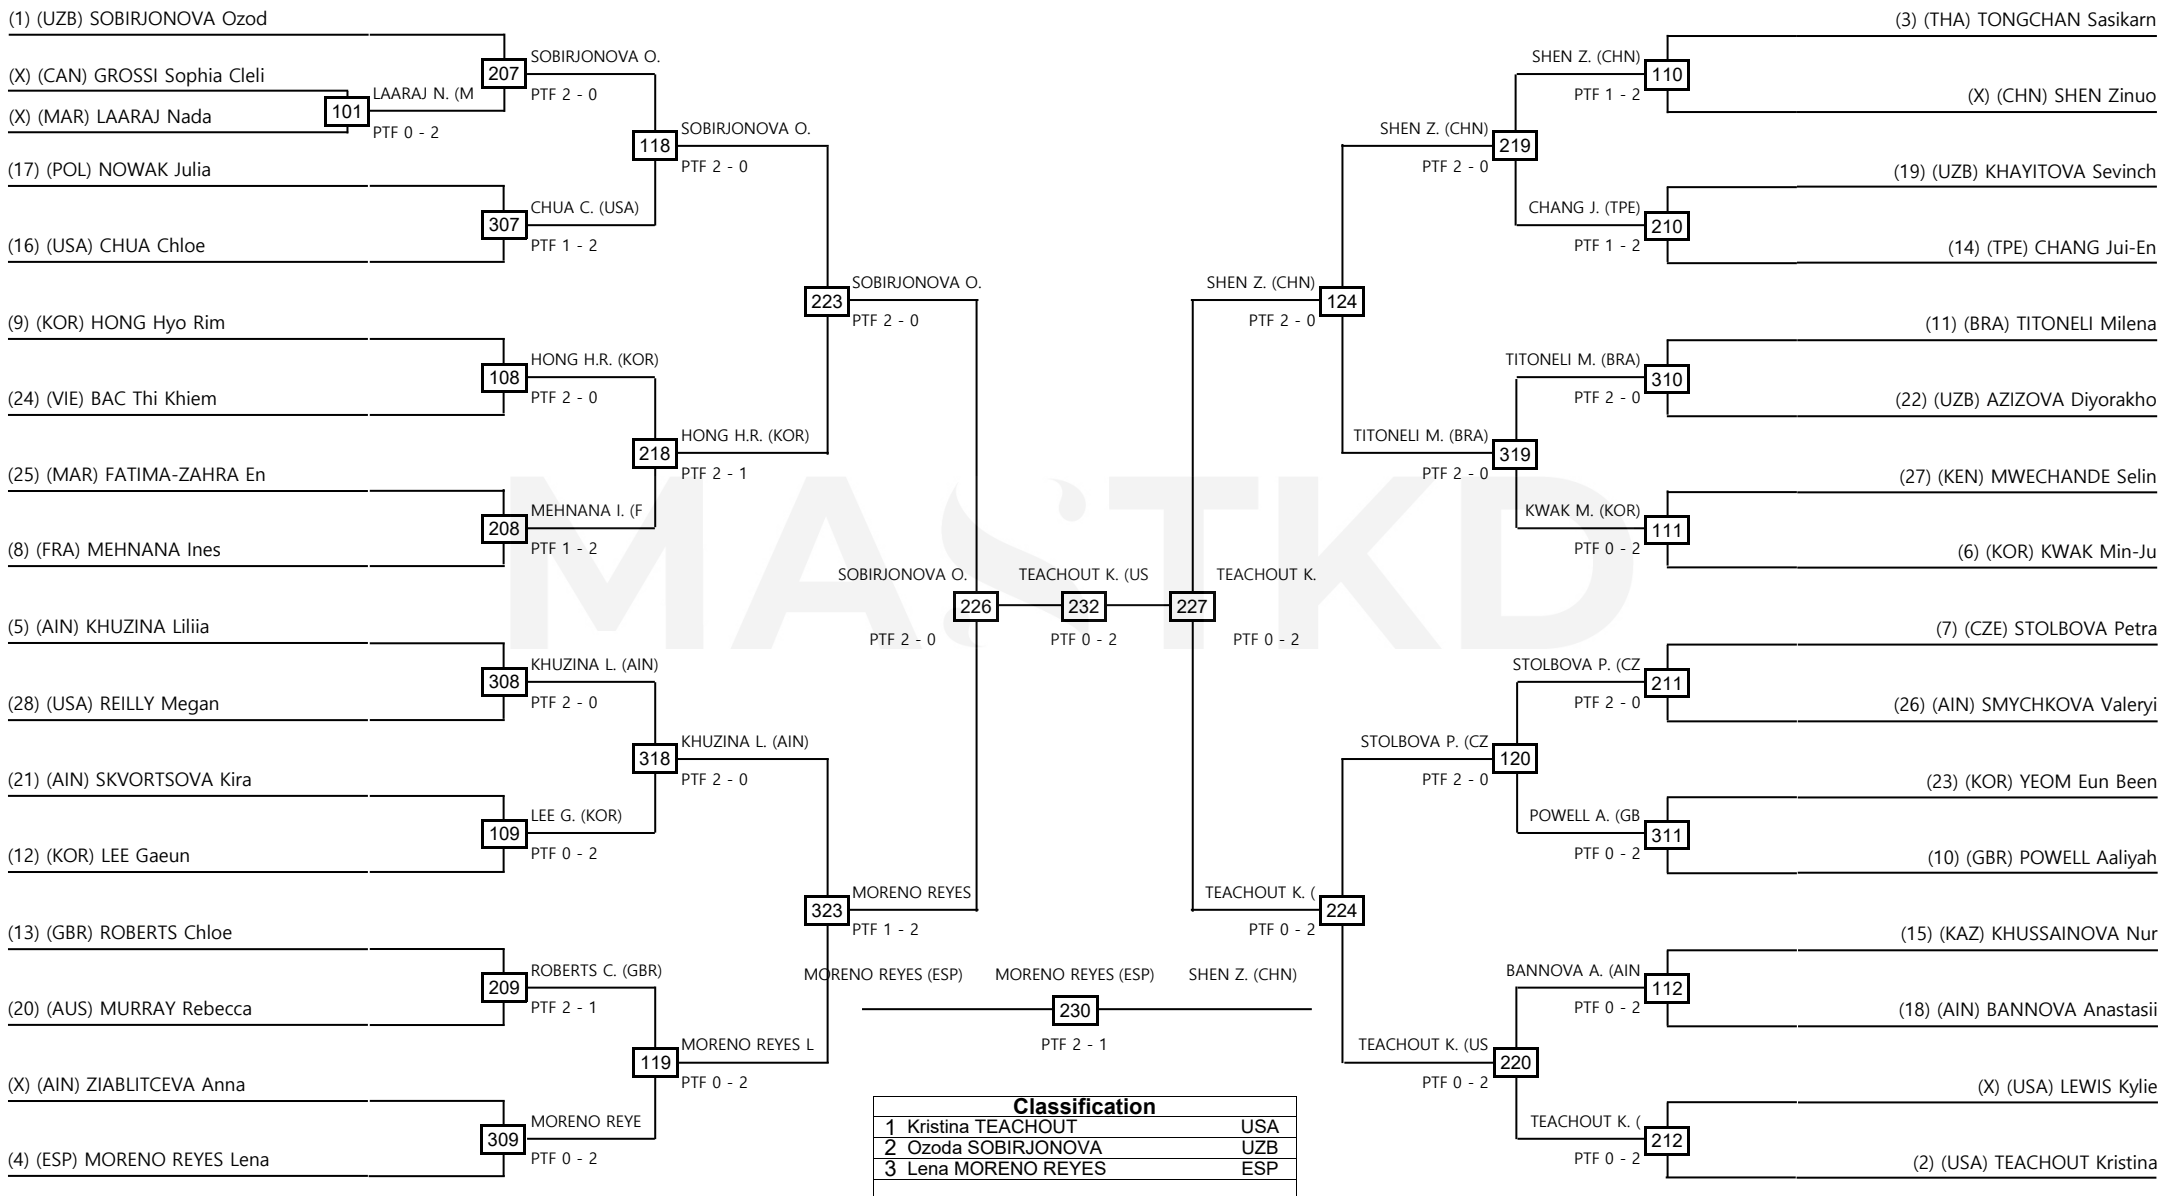 (1) (UZB) SOBIRJONOVA Ozod
(X) (CAN) GROSSI Sophia Cleli
(X) (MAR) LAARAJ Nada
(17) (POL) NOWAK Julia
(16) (USA) CHUA Chloe
(9) (KOR) HONG Hyo Rim
(24) (VIE) BAC Thi Khiem
(25) (MAR) FATIMA-ZAHRA En
(8) (FRA) MEHNANA Ines
(5) (AIN) KHUZINA Liliia
(28) (USA) REILLY Megan
(21) (AIN) SKVORTSOVA Kira
(12) (KOR) LEE Gaeun
(13) (GBR) ROBERTS Chloe
(20) (AUS) MURRAY Rebecca
(X) (AIN) ZIABLITCEVA Anna
(4) (ESP) MORENO REYES Lena
101
LAARAJ N. (M
PTF 0 - 2
207
SOBIRJONOVA O.
PTF 2 - 0
307
CHUA C. (USA)
PTF 1 - 2
108
HONG H.R. (KOR)
PTF 2 - 0
208
MEHNANA I. (F
PTF 1 - 2
308
KHUZINA L. (AIN)
PTF 2 - 0
109
LEE G. (KOR)
PTF 0 - 2
209
ROBERTS C. (GBR)
PTF 2 - 1
309
MORENO REYE
PTF 0 - 2
118
SOBIRJONOVA O.
PTF 2 - 0
218
HONG H.R. (KOR)
PTF 2 - 1
318
KHUZINA L. (AIN)
PTF 2 - 0
119
MORENO REYES L
PTF 0 - 2
223
SOBIRJONOVA O.
PTF 2 - 0
323
MORENO REYES
PTF 1 - 2
MASTKD
SOBIRJONOVA O.
226
PTF 2 - 0
TEACHOUT K. (US
232
PTF 0 - 2
TEACHOUT K.
227
PTF 0 - 2
MORENO REYES (ESP)
MORENO REYES (ESP)
SHEN Z. (CHN)
230
PTF 2 - 1
Classification
1 Kristina TEACHOUT USA
2 Ozoda SOBIRJONOVA UZB
3 Lena MORENO REYES ESP
SHEN Z. (CHN)
124
PTF 2 - 0
TEACHOUT K. (
224
PTF 0 - 2
SHEN Z. (CHN)
219
PTF 2 - 0
TITONELI M. (BRA)
319
PTF 2 - 0
STOLBOVA P. (CZ
120
PTF 2 - 0
TEACHOUT K. (US
220
PTF 0 - 2
SHEN Z. (CHN)
110
PTF 1 - 2
CHANG J. (TPE)
210
PTF 1 - 2
TITONELI M. (BRA)
310
PTF 2 - 0
KWAK M. (KOR)
111
PTF 0 - 2
STOLBOVA P. (CZ
211
PTF 2 - 0
POWELL A. (GB
311
PTF 0 - 2
BANNOVA A. (AIN
112
PTF 0 - 2
TEACHOUT K. (
212
PTF 0 - 2
(3) (THA) TONGCHAN Sasikarn
(X) (CHN) SHEN Zinuo
(19) (UZB) KHAYITOVA Sevinch
(14) (TPE) CHANG Jui-En
(11) (BRA) TITONELI Milena
(22) (UZB) AZIZOVA Diyorakho
(27) (KEN) MWECHANDE Selin
(6) (KOR) KWAK Min-Ju
(7) (CZE) STOLBOVA Petra
(26) (AIN) SMYCHKOVA Valeryi
(23) (KOR) YEOM Eun Been
(10) (GBR) POWELL Aaliyah
(15) (KAZ) KHUSSAINOVA Nur
(18) (AIN) BANNOVA Anastasii
(X) (USA) LEWIS Kylie
(2) (USA) TEACHOUT Kristina